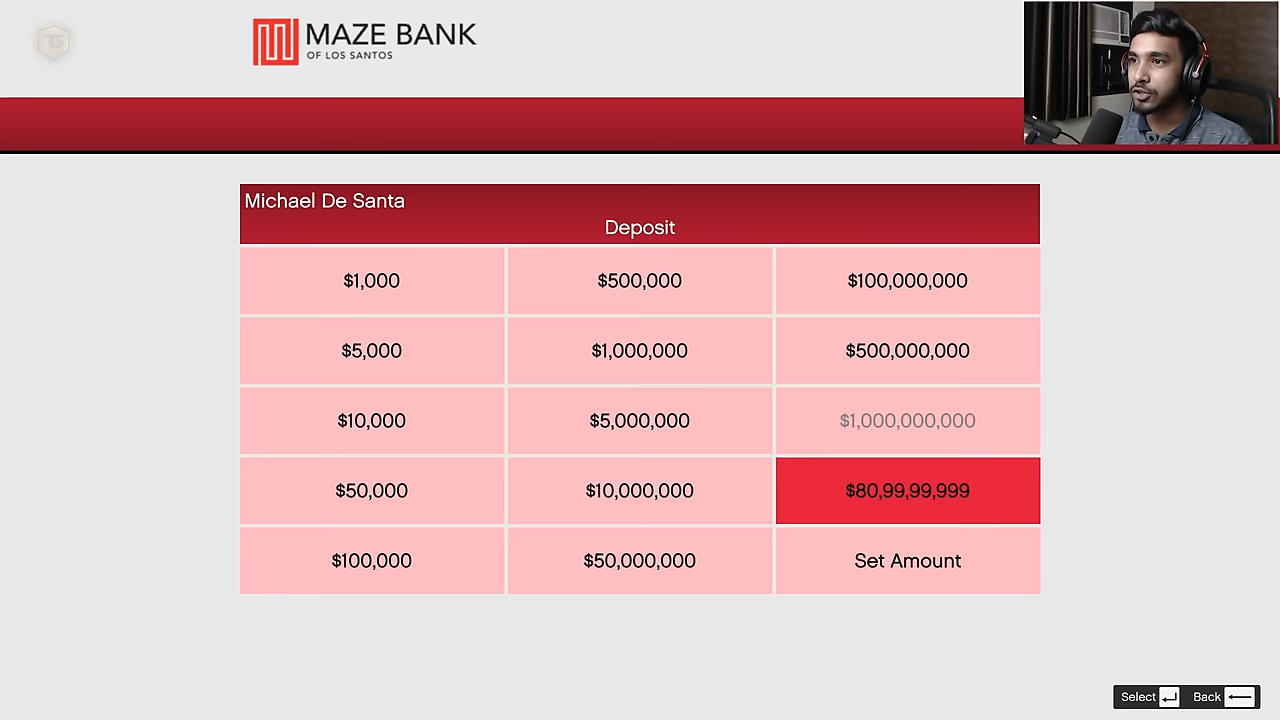 TG
MAZE BANK
OF LOS SANTOS
Michael De Santa
Deposit
$1,000 $500,000 $100,000,000
$5,000 $1,000,000 $500,000,000
$10,000 $5,000,000 $1,000,000,000
$50,000 $10,000,000 $80,99,99,999
$100,000 $50,000,000 Set Amount
Select Back